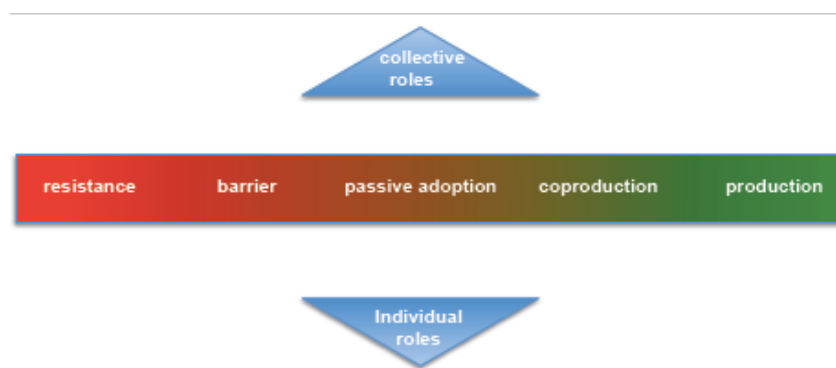 collective
roles
resistance barrier passive adoption coproduction production
Individual
roles